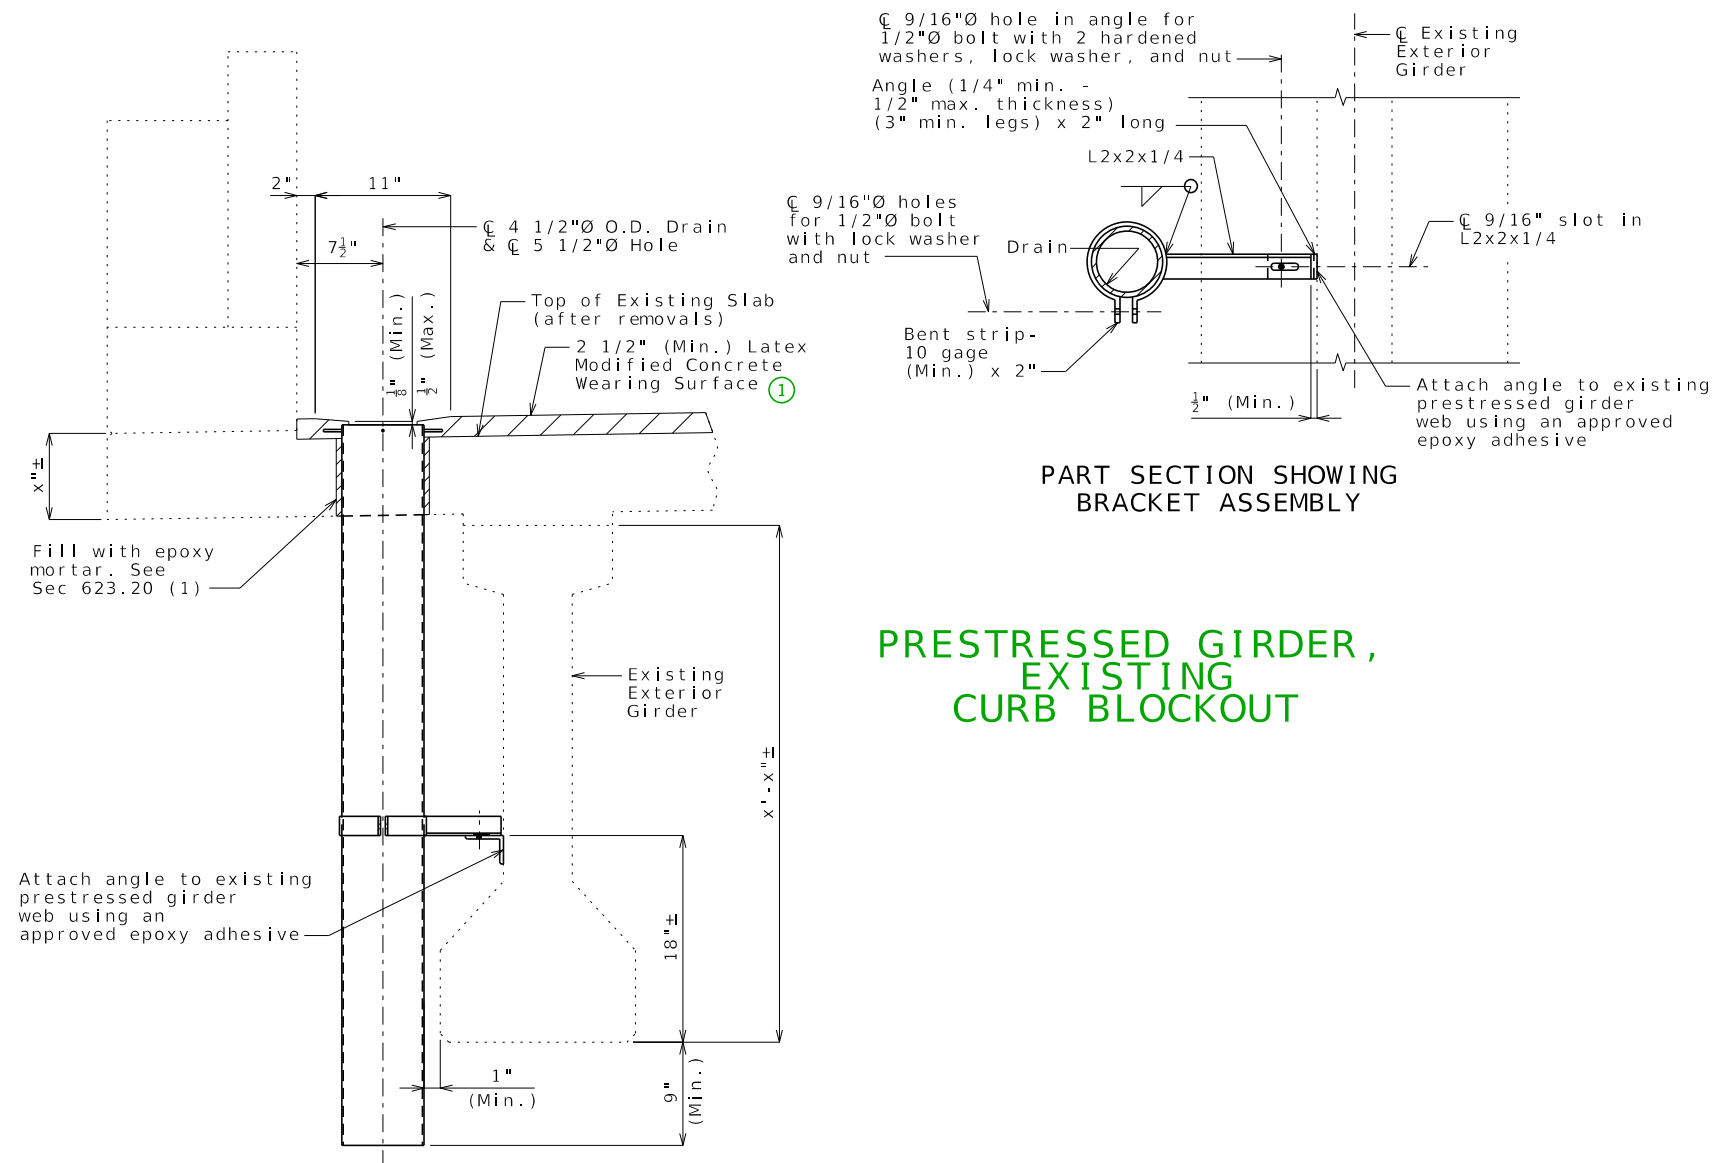 2"
11"
7½"
℄ 4 1/2"Ø O.D. Drain
& ℄ 5 1/2"Ø Hole
⅛" (Min.)
½" (Max.)
Top of Existing Slab
(after removals)
2 1/2" (Min.) Latex
Modified Concrete
Wearing Surface ①
x"±
Fill with epoxy
mortar. See
Sec 623.20 (1)
Existing
Exterior
Girder
x'-x"±
Attach angle to existing
prestressed girder
web using an
approved epoxy adhesive
18"±
1"
(Min.)
9"
(Min.)
℄ 9/16"Ø hole in angle for
1/2"Ø bolt with 2 hardened
washers, lock washer, and nut
Angle (1/4" min. -
1/2" max. thickness)
(3" min. legs) x 2" long
L2x2x1/4
℄ Existing
Exterior
Girder
℄ 9/16"Ø holes
for 1/2"Ø bolt
with lock washer
and nut
Drain
℄ 9/16" slot in
L2x2x1/4
Bent strip-
10 gage
(Min.) x 2"
½" (Min.)
Attach angle to existing
prestressed girder
web using an approved
epoxy adhesive
PART SECTION SHOWING
BRACKET ASSEMBLY
PRESTRESSED GIRDER,
EXISTING
CURB BLOCKOUT